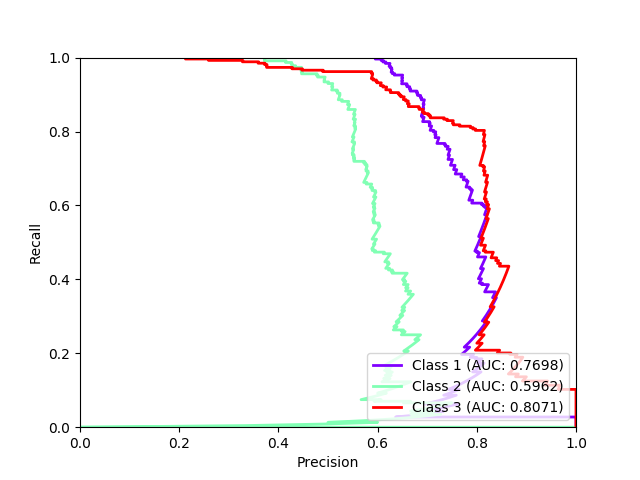 1.0
0.8
0.6
0.4
0.2
0.0
Recall
Class 1 (AUC: 0.7698)
Class 2 (AUC: 0.5962)
Class 3 (AUC: 0.8071)
0.0 0.2 0.4 0.6 0.8 1.0
Precision